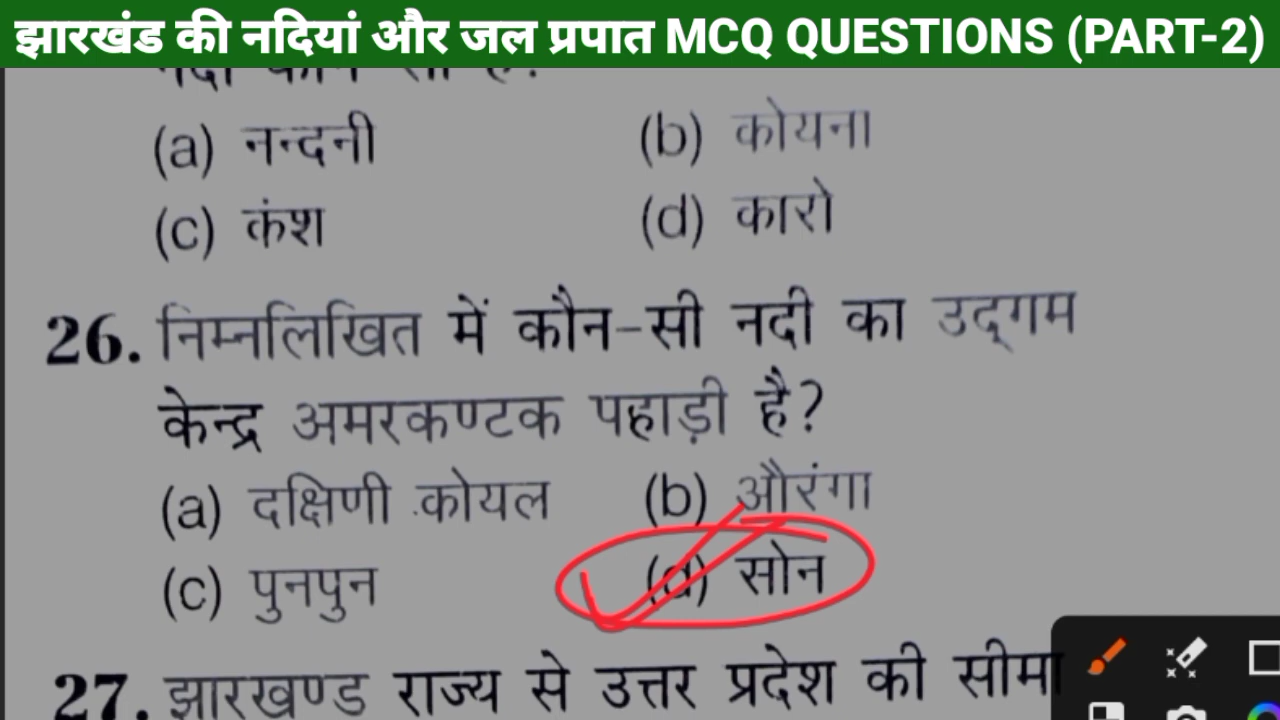 झारखंड की नदियां और जल प्रपात MCQ QUESTIONS (PART-2)
(a) नन्दनी (b) कोयना
(c) कंश (d) कारो
26. निम्नलिखित में कौन-सी नदी का उद्गम
केन्द्र अमरकण्टक पहाड़ी है?
(a) दक्षिणी कोयल (b) औरंगा
(c) पुनपुन (d) सोन
27. झारखण्ड राज्य से उत्तर प्रदेश की सीमा